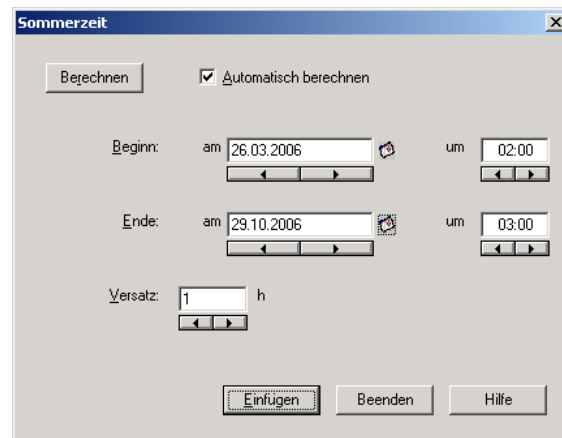 Sommerzeit
Berechnen Automatisch berechnen
Beginn: am 26.03.2006 um 02:00
Ende: am 29.10.2006 um 03:00
Versatz: 1 h
Einfügen Beenden Hilfe